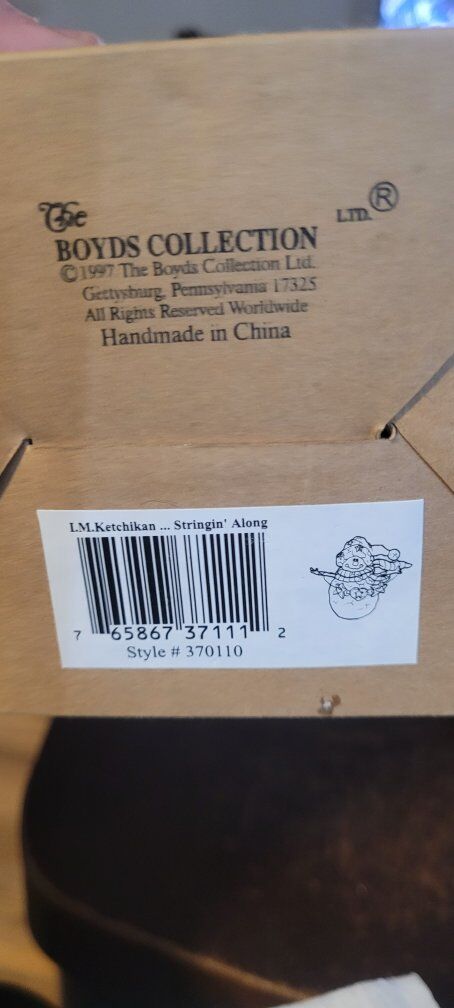 The
BOYDS COLLECTION LTD.®
©1997 The Boyds Collection Ltd.
Gettysburg, Pennsylvania 17325
All Rights Reserved Worldwide
Handmade in China
I.M.Ketchikan ... Stringin' Along
7 65867 37111 2
Style # 370110